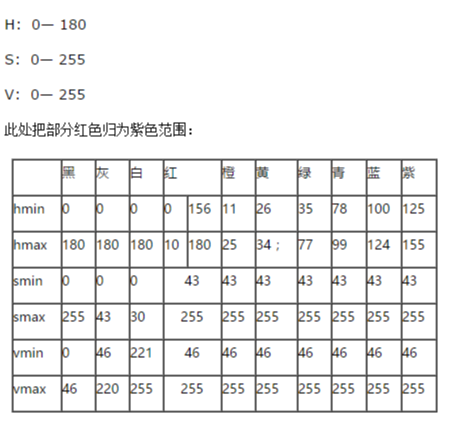 H：0— 180
S：0— 255
V：0— 255
此处把部分红色归为紫色范围：
黑 灰 白 红 橙 黄 绿 青 蓝 紫
hmin 0 0 0 0 156 11 26 35 78 100 125
hmax 180 180 180 10 180 25 34； 77 99 124 155
smin 0 0 0 43 43 43 43 43 43 43
smax 255 43 30 255 255 255 255 255 255 255
vmin 0 46 221 46 46 46 46 46 46 46
vmax 46 220 255 255 255 255 255 255 255 255